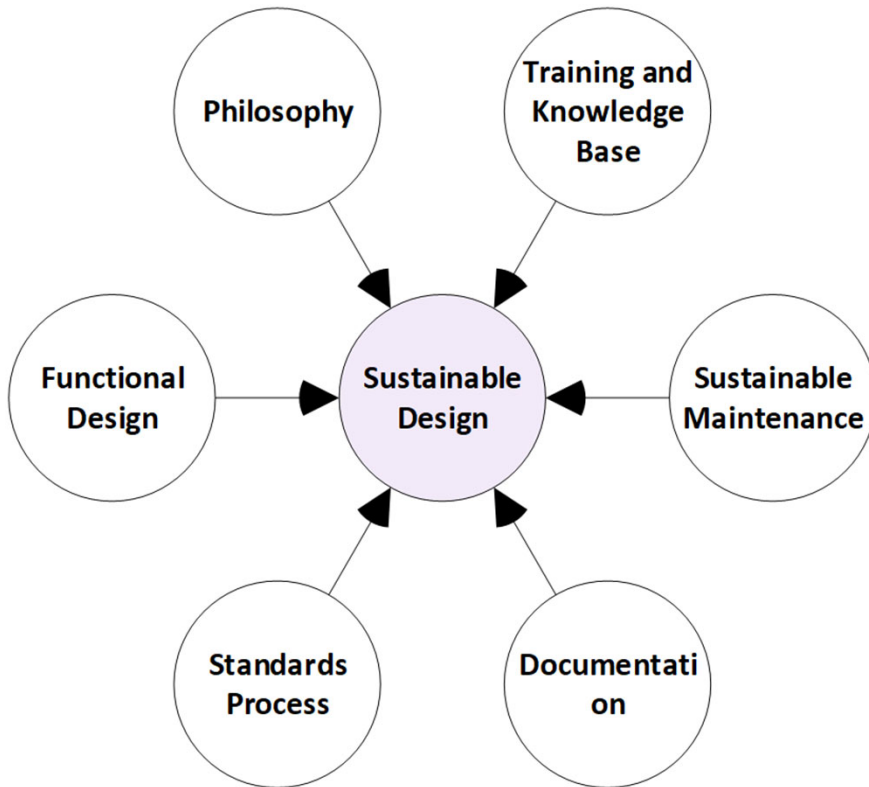 Philosophy
Training and
Knowledge
Base
Functional
Design
Sustainable
Design
Sustainable
Maintenance
Standards
Process
Documentati
on